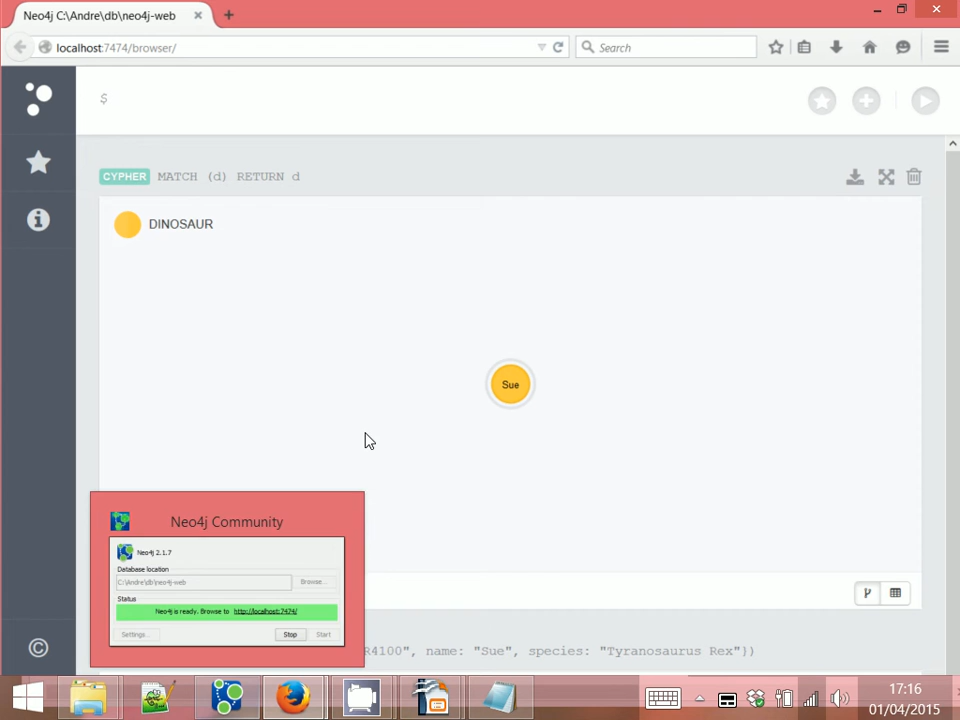 Neo4j C:\Andre\db\neo4j-web
localhost:7474/browser/
Search
$
CYPHER MATCH (d) RETURN d
DINOSAUR
Sue
Neo4j Community
Neo4j 2.1.7
Database location
C:\Andre\db\neo4j-web
Browse...
Status
Neo4j is ready. Browse to http://localhost:7474/
Settings...
Stop
Start
R4100", name: "Sue", species: "Tyranosaurus Rex"})
17:16
01/04/2015